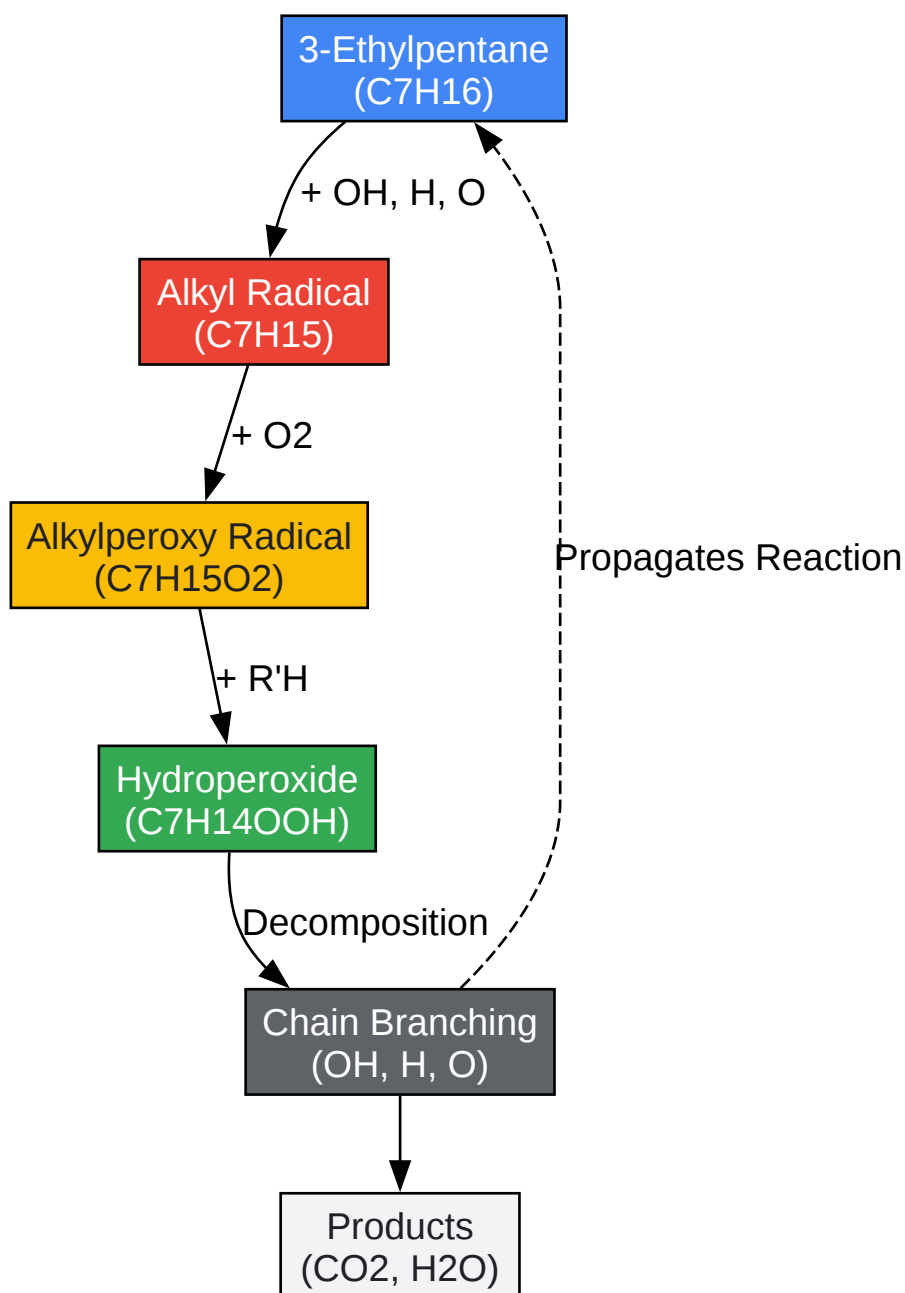 3-Ethylpentane
(C7H16)
+ OH, H, O
Alkyl Radical
(C7H15)
+ O2
Alkylperoxy Radical
(C7H15O2)
Propagates Reaction
+ R'H
Hydroperoxide
(C7H14OOH)
Decomposition
Chain Branching
(OH, H, O)
Products
(CO2, H2O)